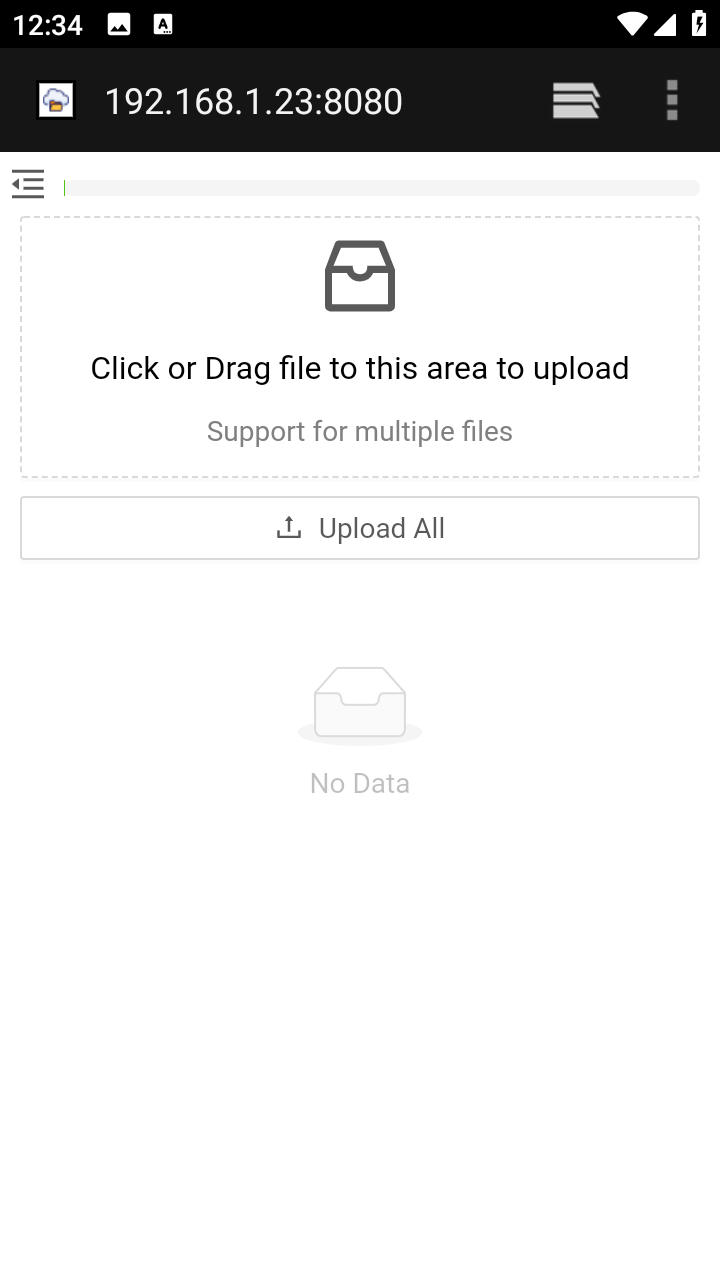 12:34
192.168.1.23:8080
Click or Drag file to this area to upload
Support for multiple files
Upload All
No Data